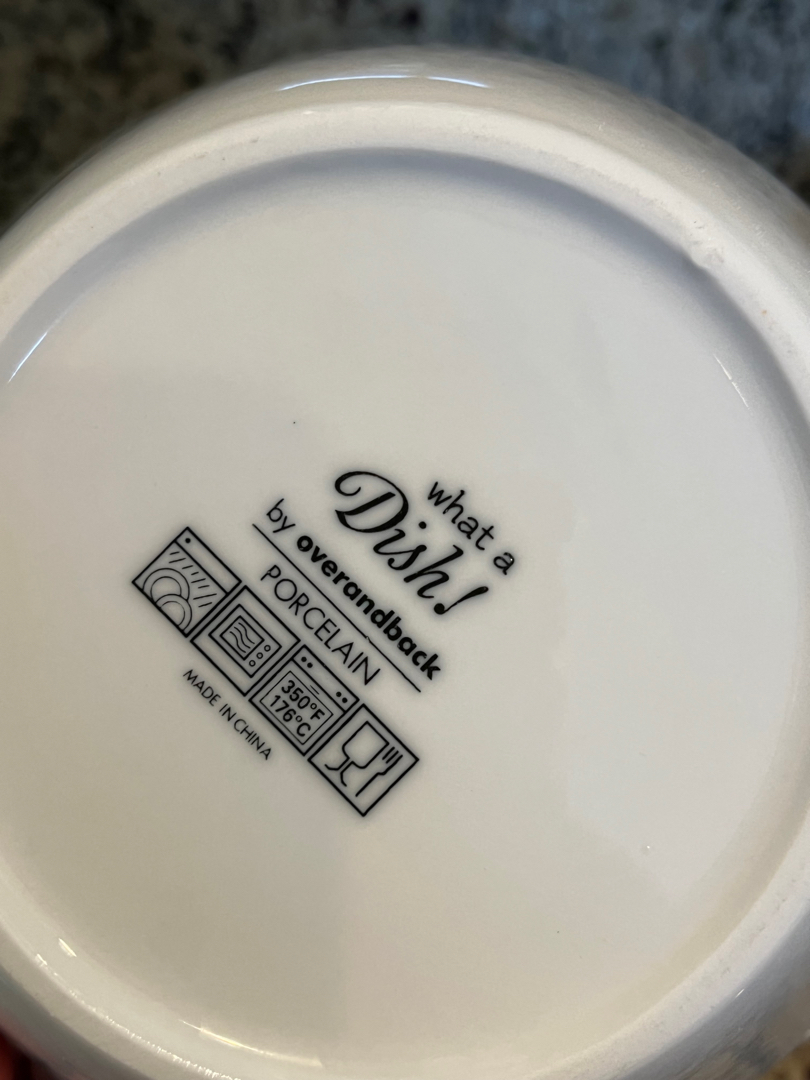 what a
Dish!
by overandback
PORCELAIN
350°F
176°C
MADE IN CHINA